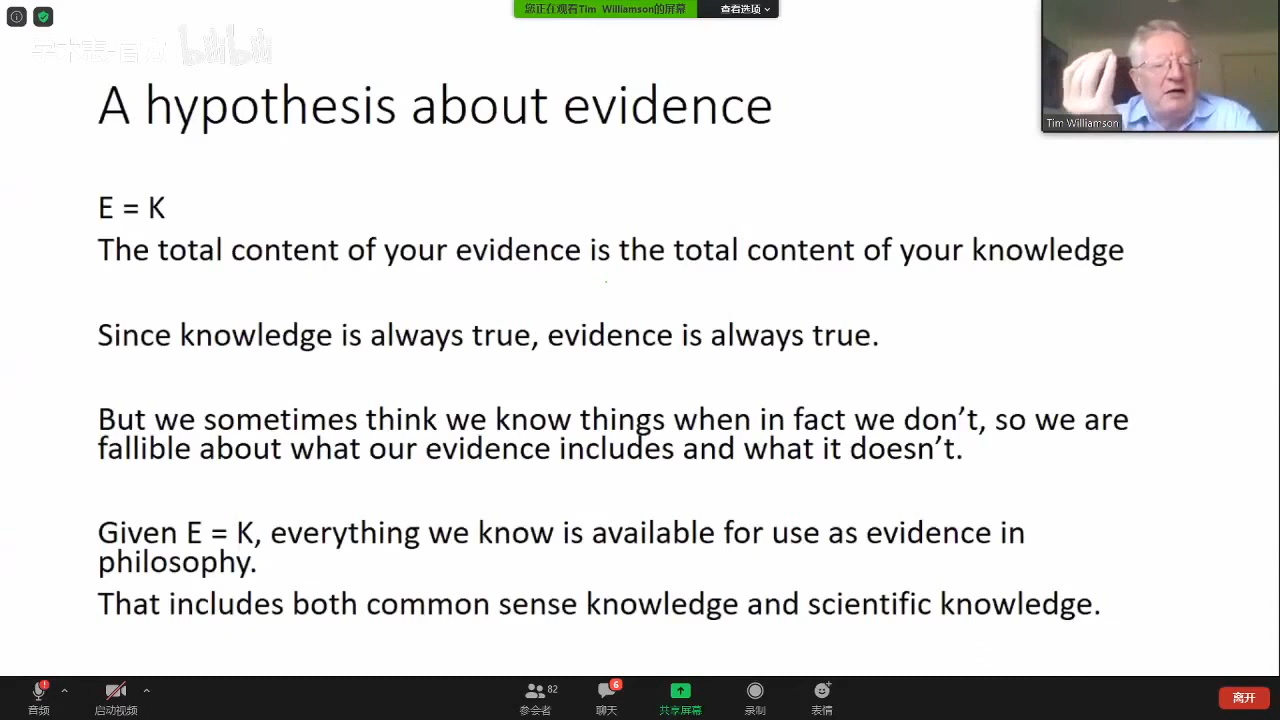 您正在观看Tim Williamson的屏幕 查看选项
bilibili
A hypothesis about evidence
Tim Williamson
E = K
The total content of your evidence is the total content of your knowledge
Since knowledge is always true, evidence is always true.
But we sometimes think we know things when in fact we don't, so we are
fallible about what our evidence includes and what it doesn't.
Given E = K, everything we know is available for use as evidence in
philosophy.
That includes both common sense knowledge and scientific knowledge.
82 6
音频 启动视频 参会者 聊天 共享屏幕 录制 表情 离开